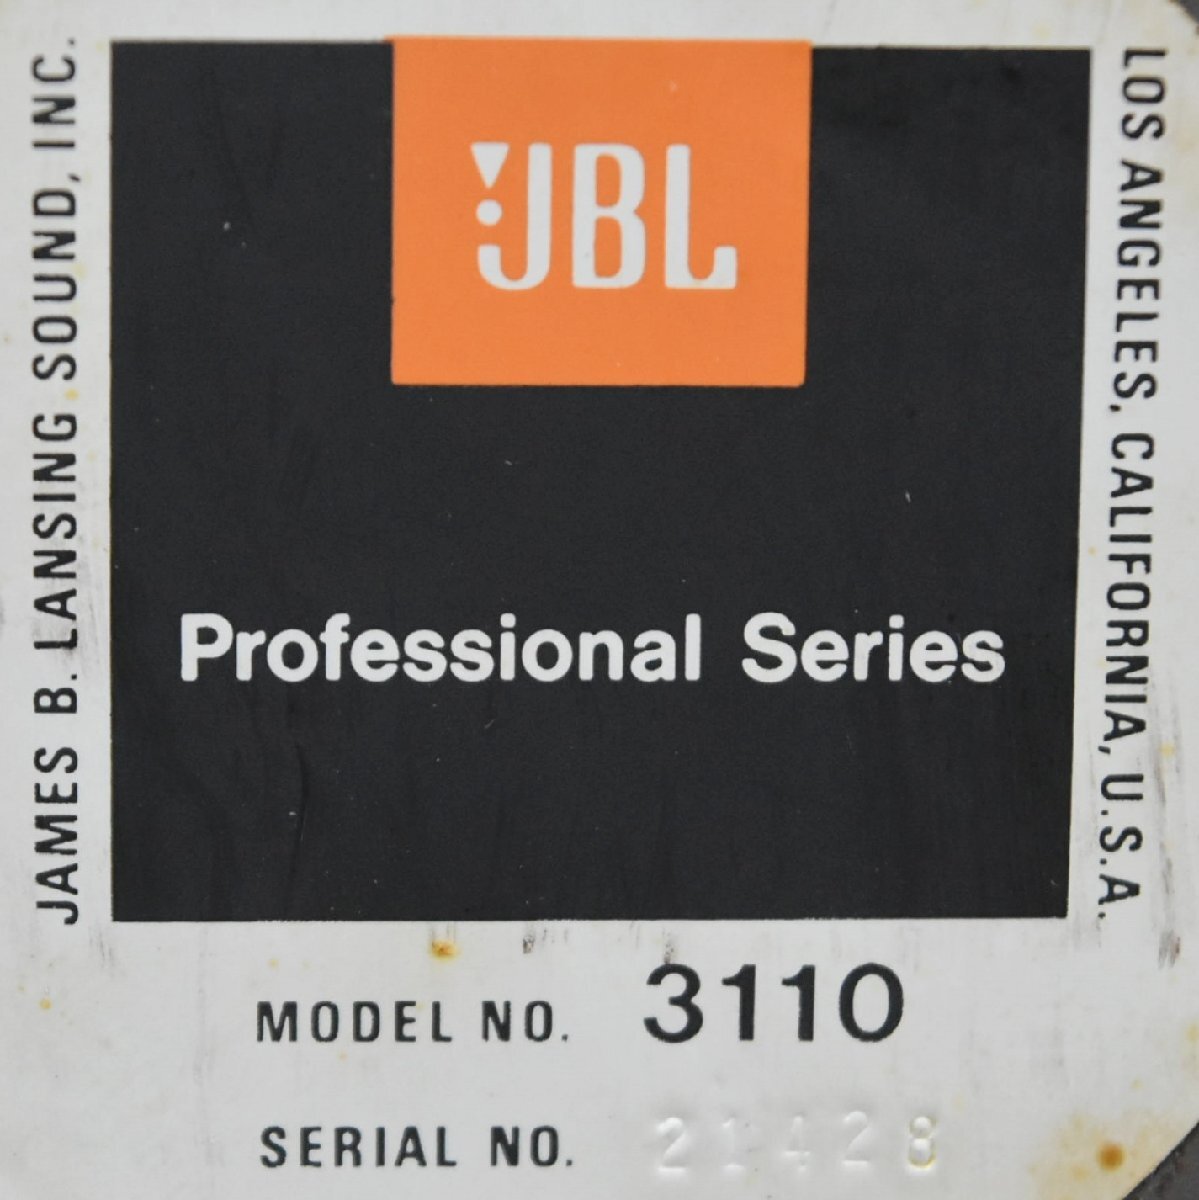 JBL
Professional Series
JAMES B. LANSING SOUND, INC.
LOS ANGELES, CALIFORNIA, U.S.A.
MODEL NO. 3110
SERIAL NO. 21428